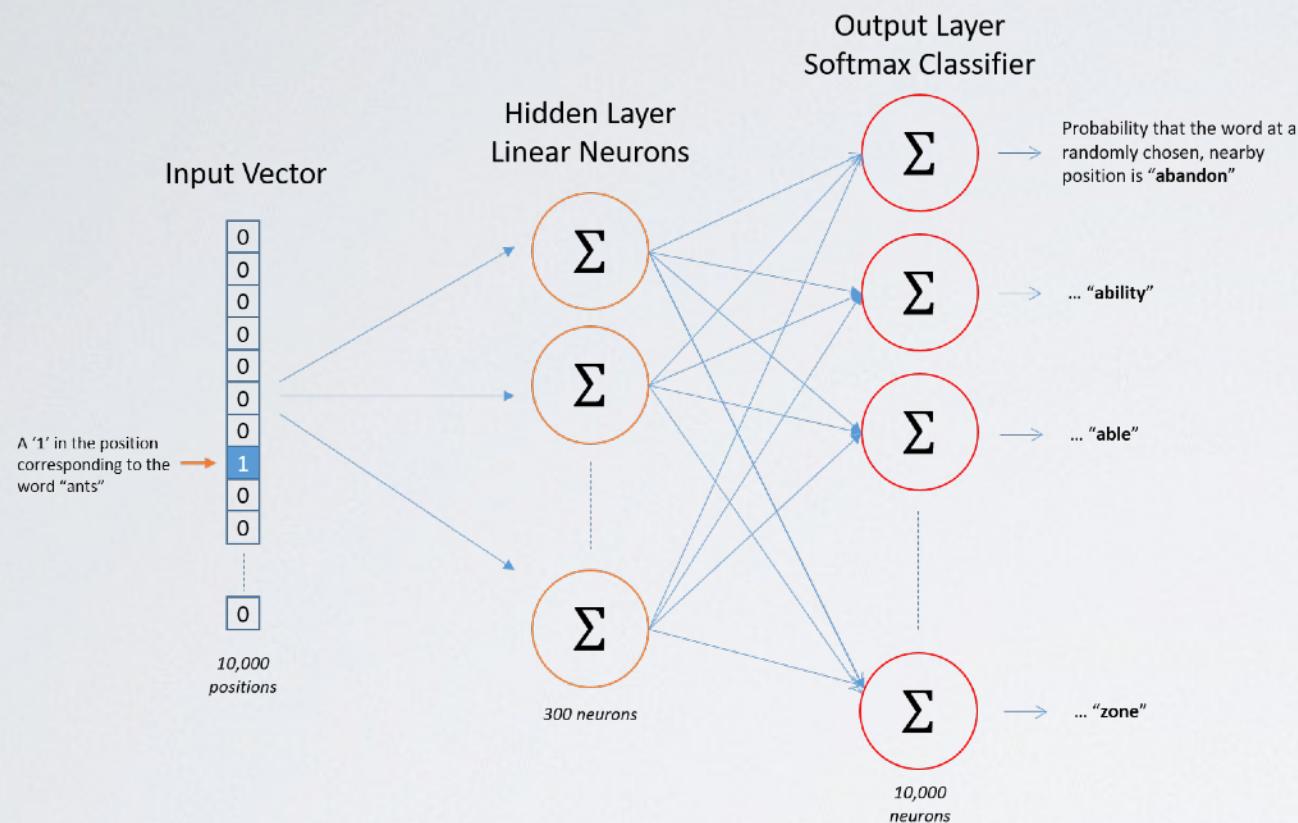 Output Layer
Softmax Classifier
Hidden Layer
Linear Neurons
Input Vector
0
0
0
0
0
0
0
1
0
0
0
A ‘1’ in the position
corresponding to the
word “ants”
10,000
positions
Σ
Σ
Σ
300 neurons
Σ
Probability that the word at a
randomly chosen, nearby
position is “abandon”
Σ
... “ability”
Σ
... “able”
Σ
... “zone”
10,000
neurons